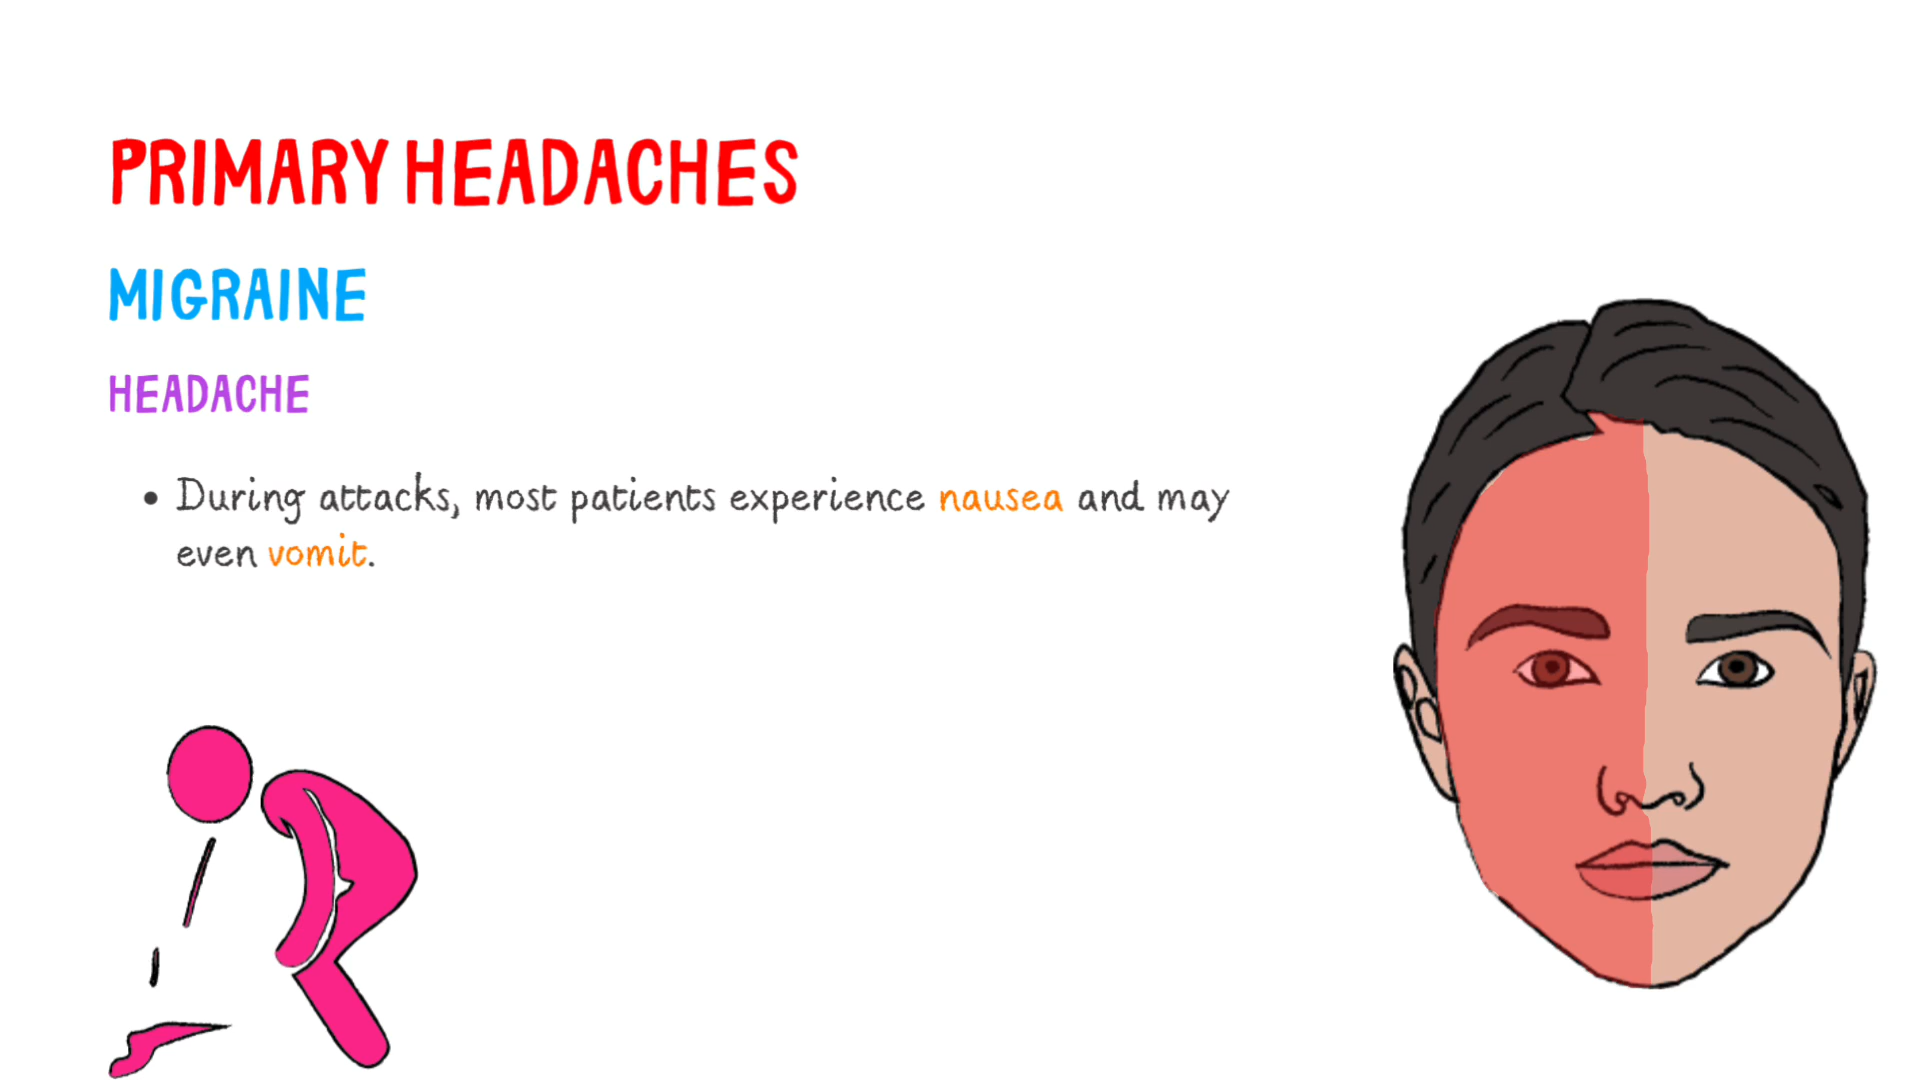 PRIMARY HEADACHES
MIGRAINE
HEADACHE
• During attacks, most patients experience nausea and may
even vomit.